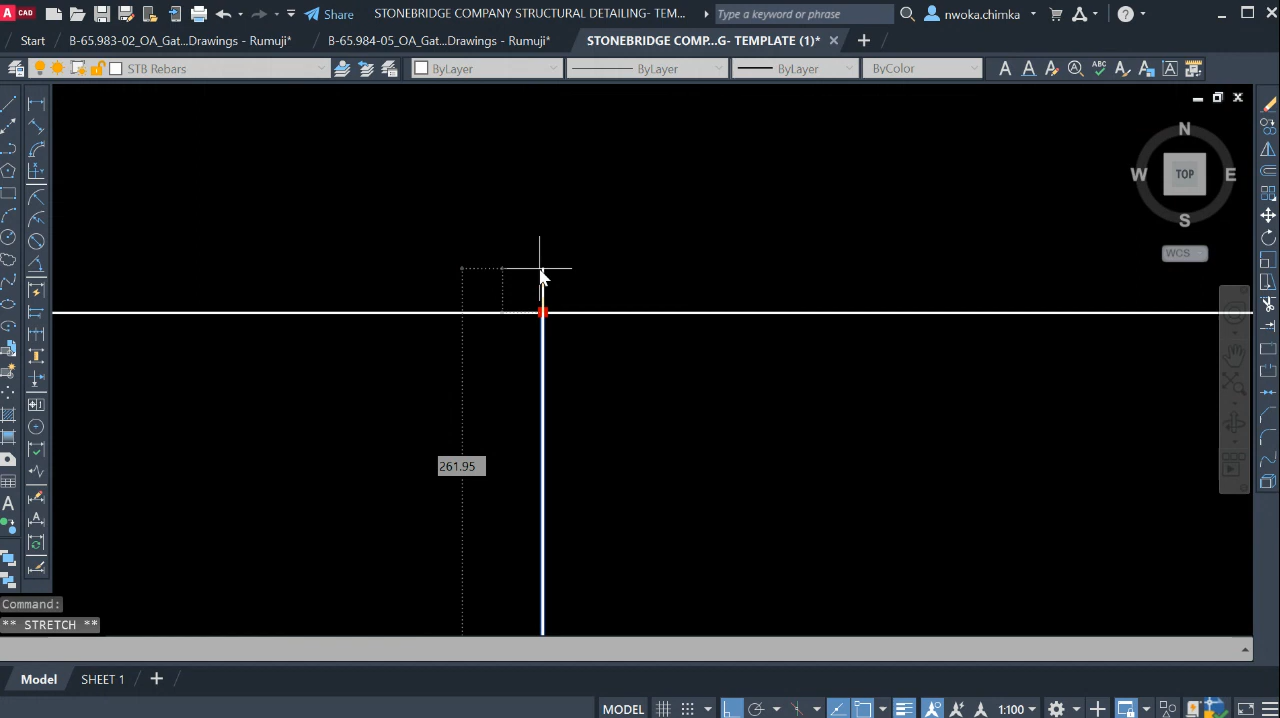 CAD
Share
STONEBRIDGE COMPANY STRUCTURAL DETAILING- TEM...
Type a keyword or phrase
nwoka.chimka
Start
B-65.983-02_OA_Gat...Drawings - Rumuji*
B-65.984-05_OA_Gat...Drawings - Rumuji*
STONEBRIDGE COMP...G- TEMPLATE (1)*
STB Rebars
ByLayer
ByLayer
ByLayer
ByColor
ABC
N
W
TOP
E
S
WCS
261.95
Command:
** STRETCH **
Model
SHEET 1
MODEL
1:100